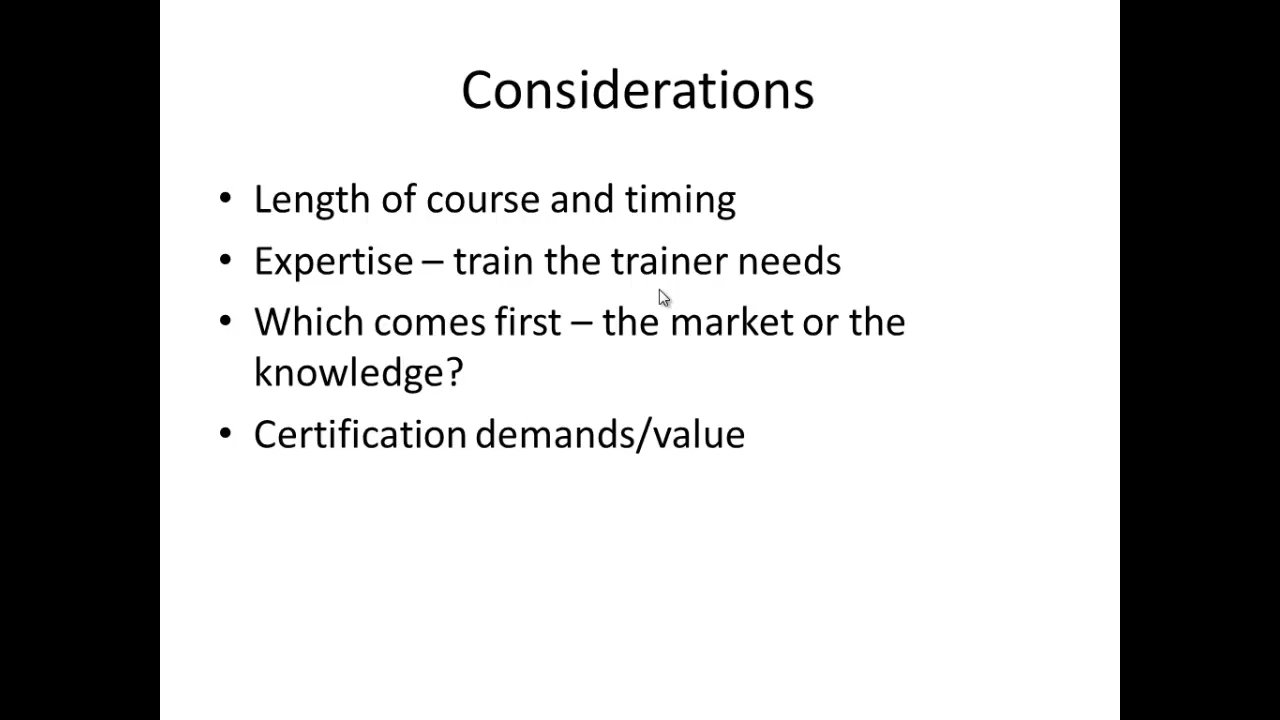 Considerations
• Length of course and timing
• Expertise – train the trainer needs
• Which comes first – the market or the
knowledge?
• Certification demands/value